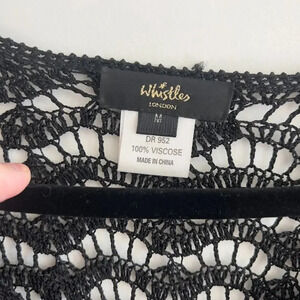 Whistles
LONDON
M
DR 952
100% VISCOSE
MADE IN CHINA